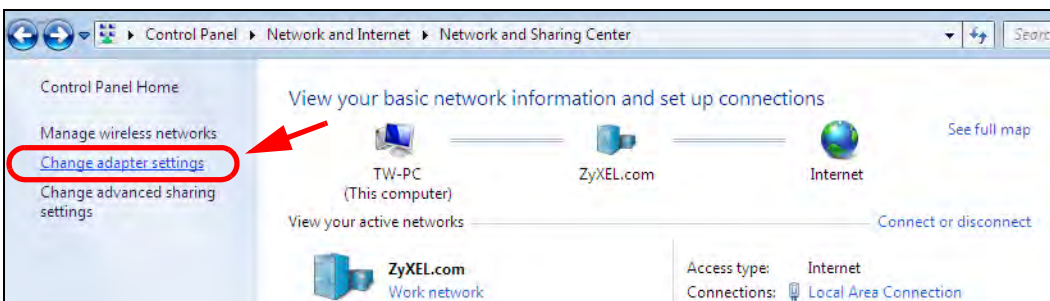 Control Panel ▸ Network and Internet ▸ Network and Sharing Center
Control Panel Home
Manage wireless networks
Change adapter settings
Change advanced sharing
settings
View your basic network information and set up connections
See full map
TW-PC
(This computer)
ZyXEL.com
Internet
View your active networks
Connect or disconnect
ZyXEL.com
Work network
Access type: Internet
Connections: Local Area Connection